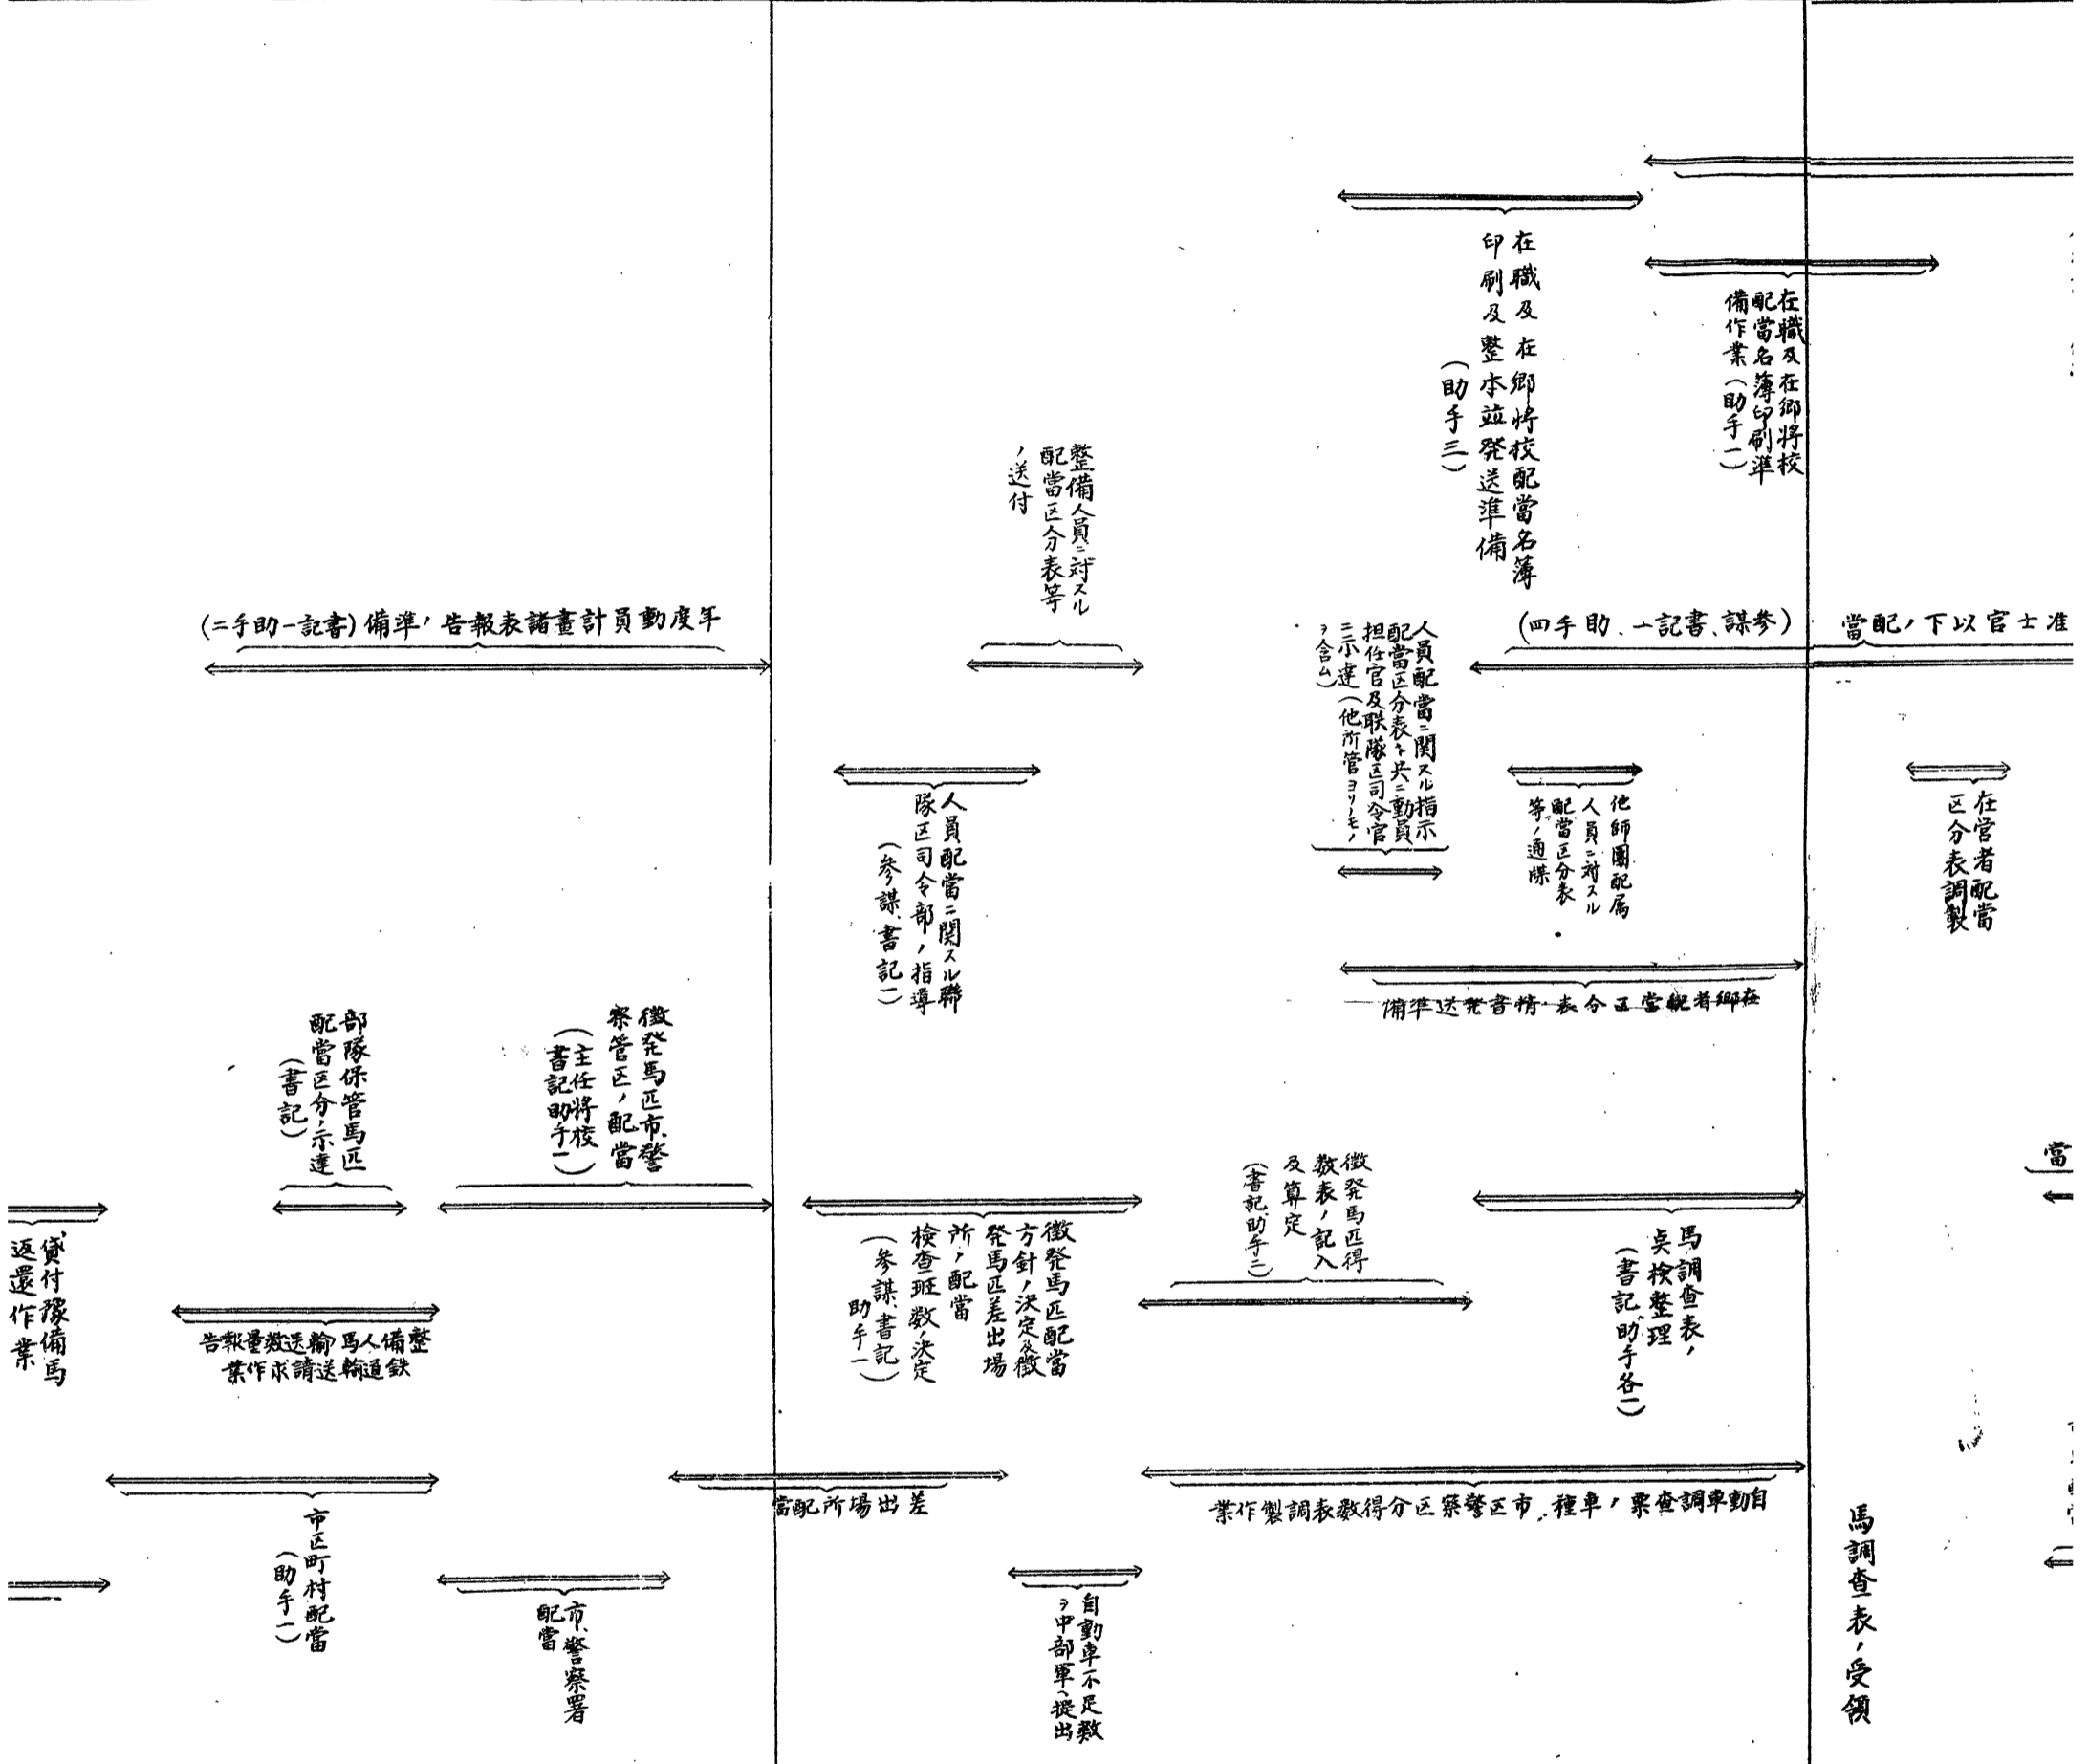 在職及在郷将校
配當名簿印刷準
備作業(助手一)
在職及在郷将校配當名簿
印刷及整本並発送準備
(助手三)
整備人員ニ対スル
配當区分表等
ノ送付
准士官以下ノ配當
(参謀、書記一、助手四)
年度動員計畫諸表報告ノ準備(書記一助手二)
在営者配當
区分表調製
他師團配属
人員ニ対スル
配當区分表
等ノ通牒
人員配當ニ関スル指示
配當区分表ト共ニ動員
担任官及联隊区司令官
ニ示達(他所管ヨリノモノ
ヲ含ム)
人員配當ニ関スル聯
隊区司令部ノ指導
(参謀、書記一)
在郷者配當区分表情書発送準備
當
馬調査表ノ
点検整理
(書記、助手各一)
徴発馬匹得
数表ノ記入
及算定
(書記、助手二)
徴発馬匹配當
方針ノ決定及徴
発馬匹差出場
所ノ配當
検査班数ノ決定
(参謀、書記
助手一)
徴発馬匹市、警
察管区ノ配當
(主任将校
書記助手一)
部隊保管馬匹
配當区分ノ示達
(書記)
貸付豫備馬
返還作業
整備人馬輸送数量報告
鉄道輸送請求作業
馬調査表ノ受領
自動車調査票ノ車種、市区警察区分得数表調製作業
差出場所配當
市区町村配當
(助手一)
自動車不足数
ヲ中部軍ヘ提出
市、警察署
配當